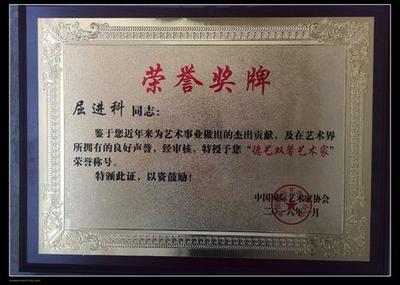 荣誉奖牌
屈进科同志：
鉴于您近年来为艺术事业做出的杰出贡献，及在艺术界
所拥有的良好声誉，经审核，特授予您“德艺双馨艺术家”
荣誉称号。
特颁此证，以资鼓励！
中国国际艺术家协会
二〇一八年一月